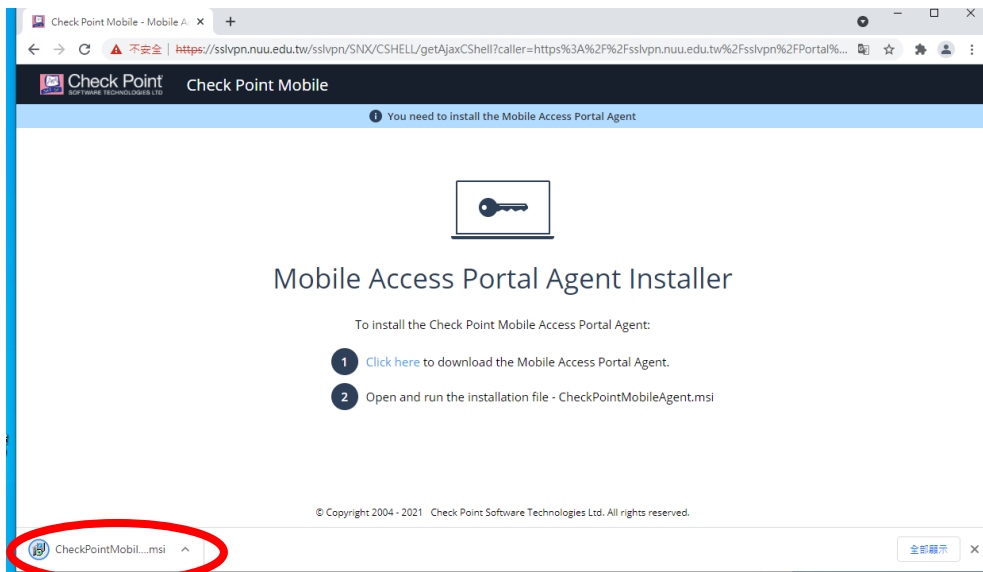 Check Point Mobile - Mobile A
不安全 | https://sslvpn.nuu.edu.tw/sslvpn/SNX/CSHELL/getAjaxCShell?caller=https%3A%2F%2Fsslvpn.nuu.edu.tw%2Fsslvpn%2FPortal%...
Check Point
SOFTWARE TECHNOLOGIES LTD
Check Point Mobile
You need to install the Mobile Access Portal Agent
Mobile Access Portal Agent Installer
To install the Check Point Mobile Access Portal Agent:
1 Click here to download the Mobile Access Portal Agent.
2 Open and run the installation file - CheckPointMobileAgent.msi
© Copyright 2004 - 2021 Check Point Software Technologies Ltd. All rights reserved.
CheckPointMobil....msi
全部顯示